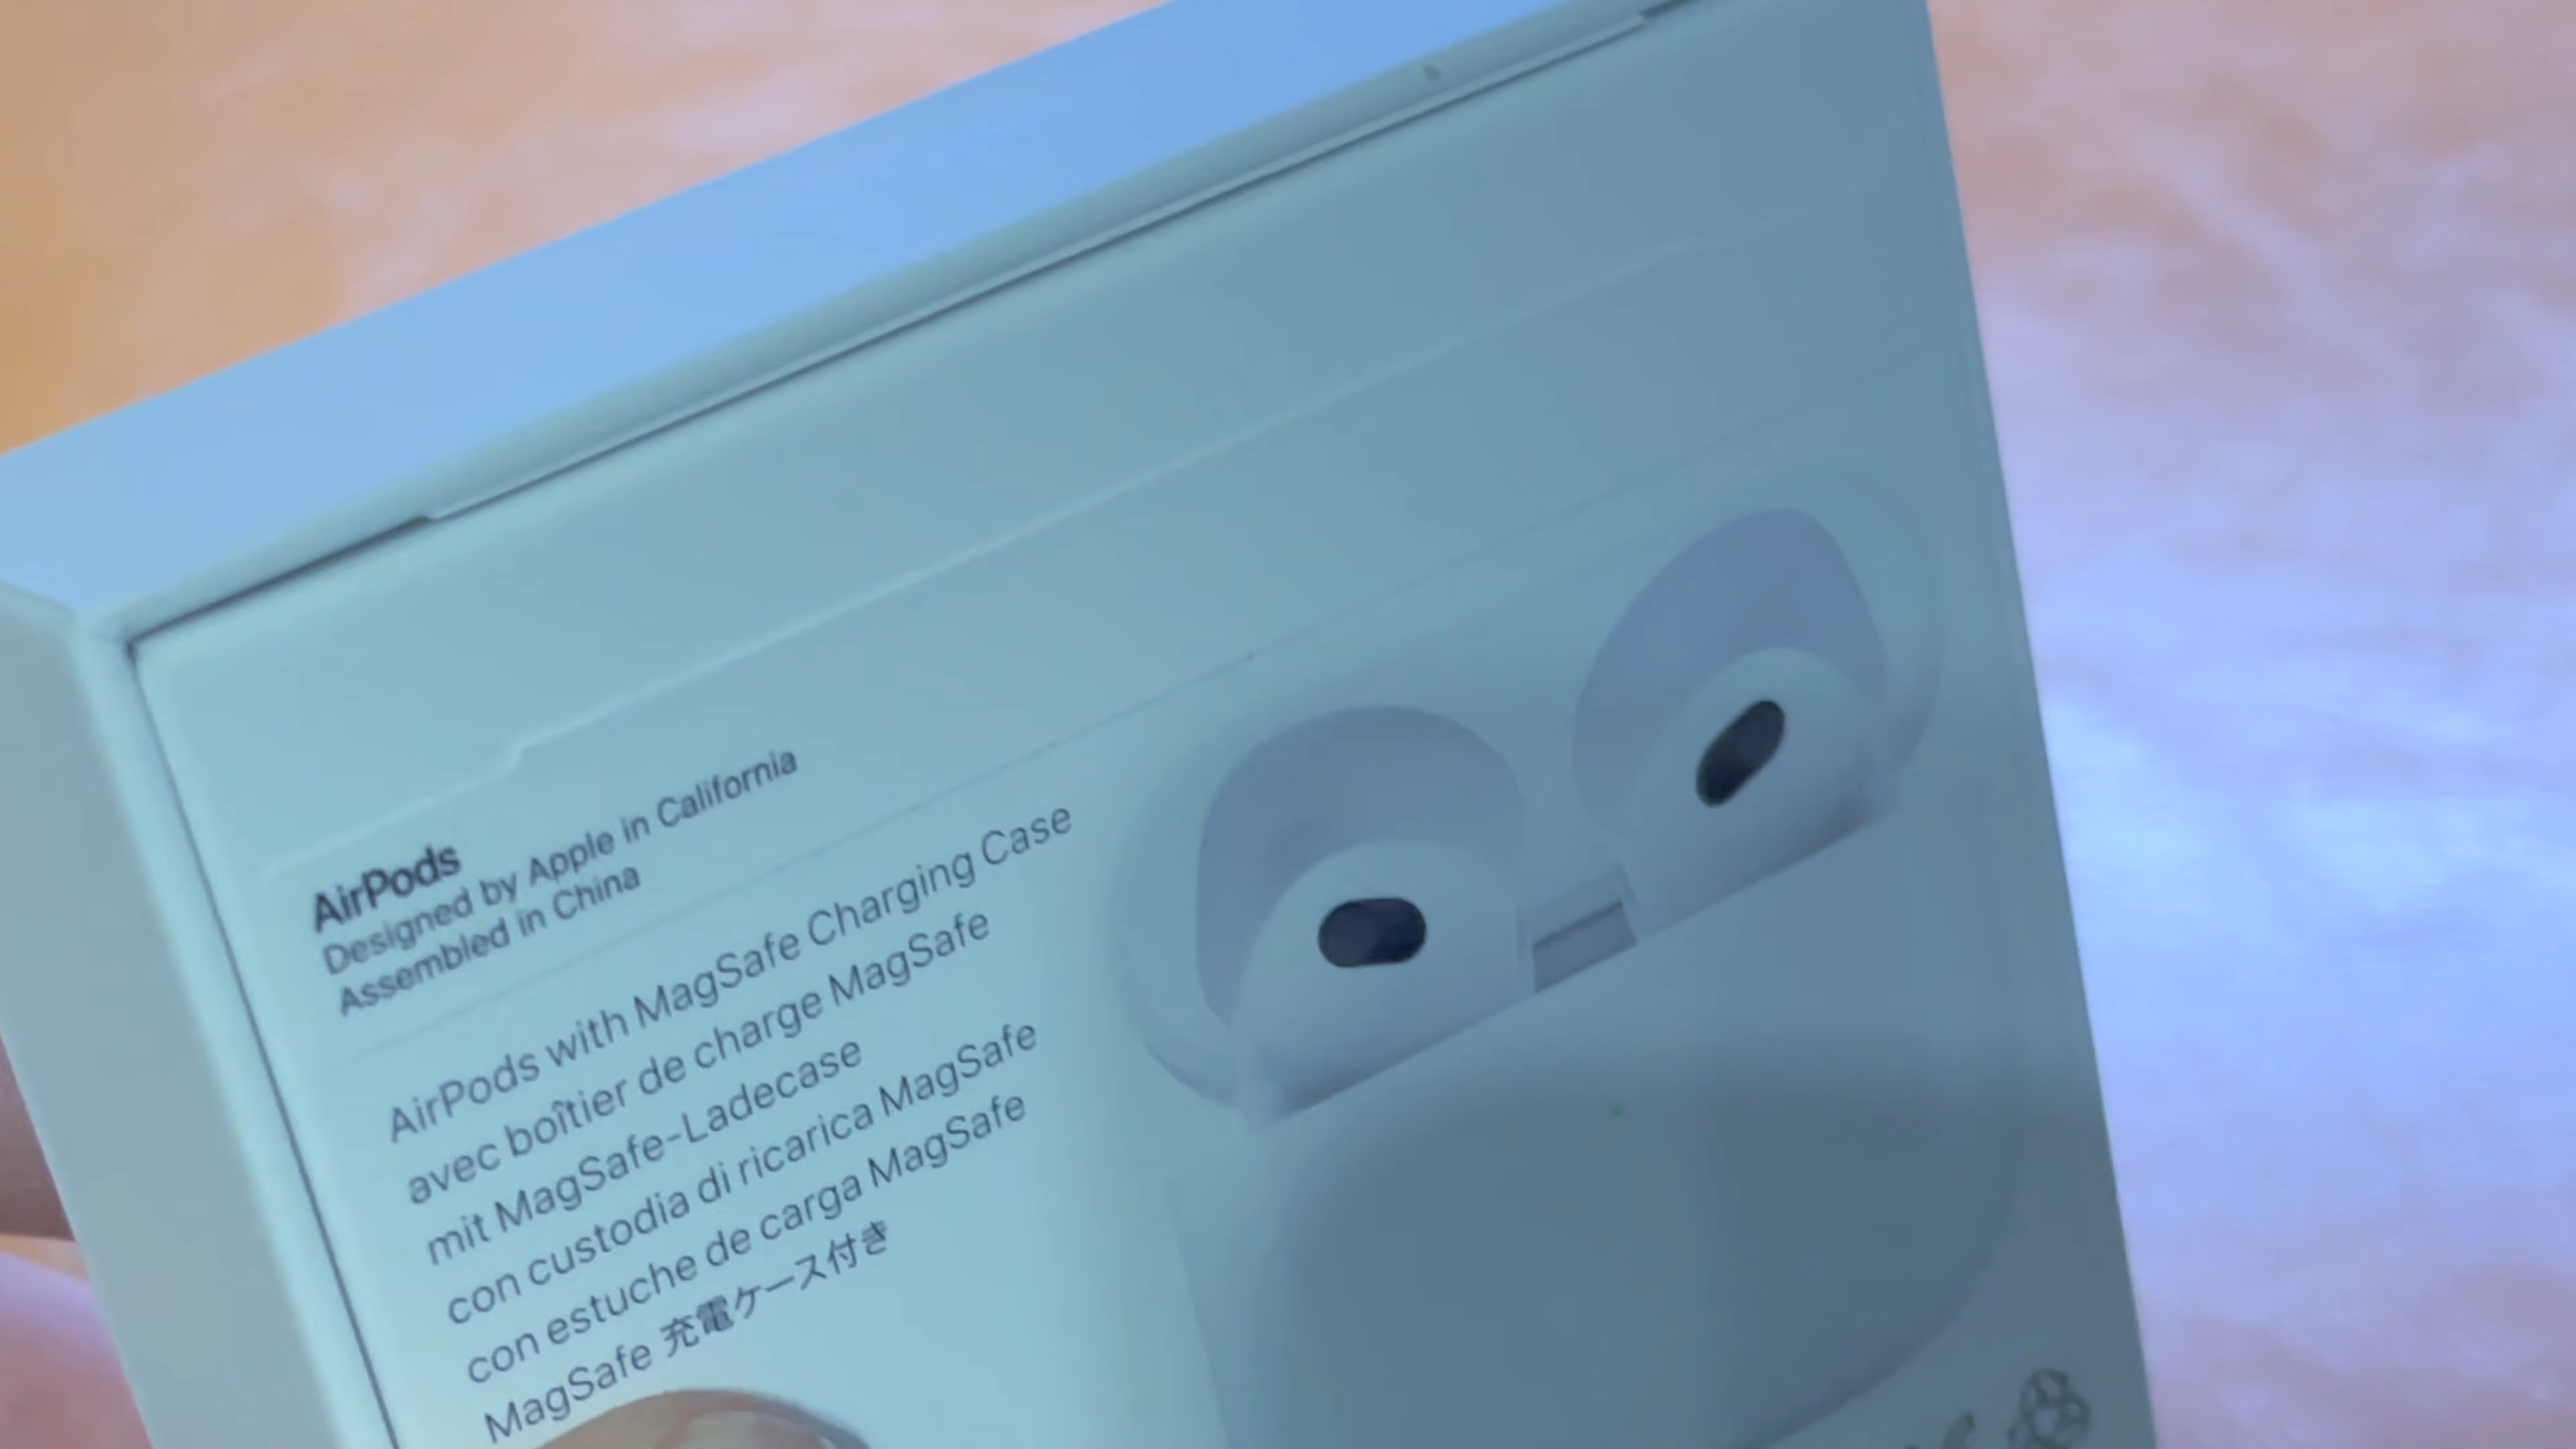 AirPods
Designed by Apple in California
Assembled in China
AirPods with MagSafe Charging Case
avec boîtier de charge MagSafe
mit MagSafe-Ladecase
con custodia di ricarica MagSafe
con estuche de carga MagSafe
MagSafe 充電ケース付き